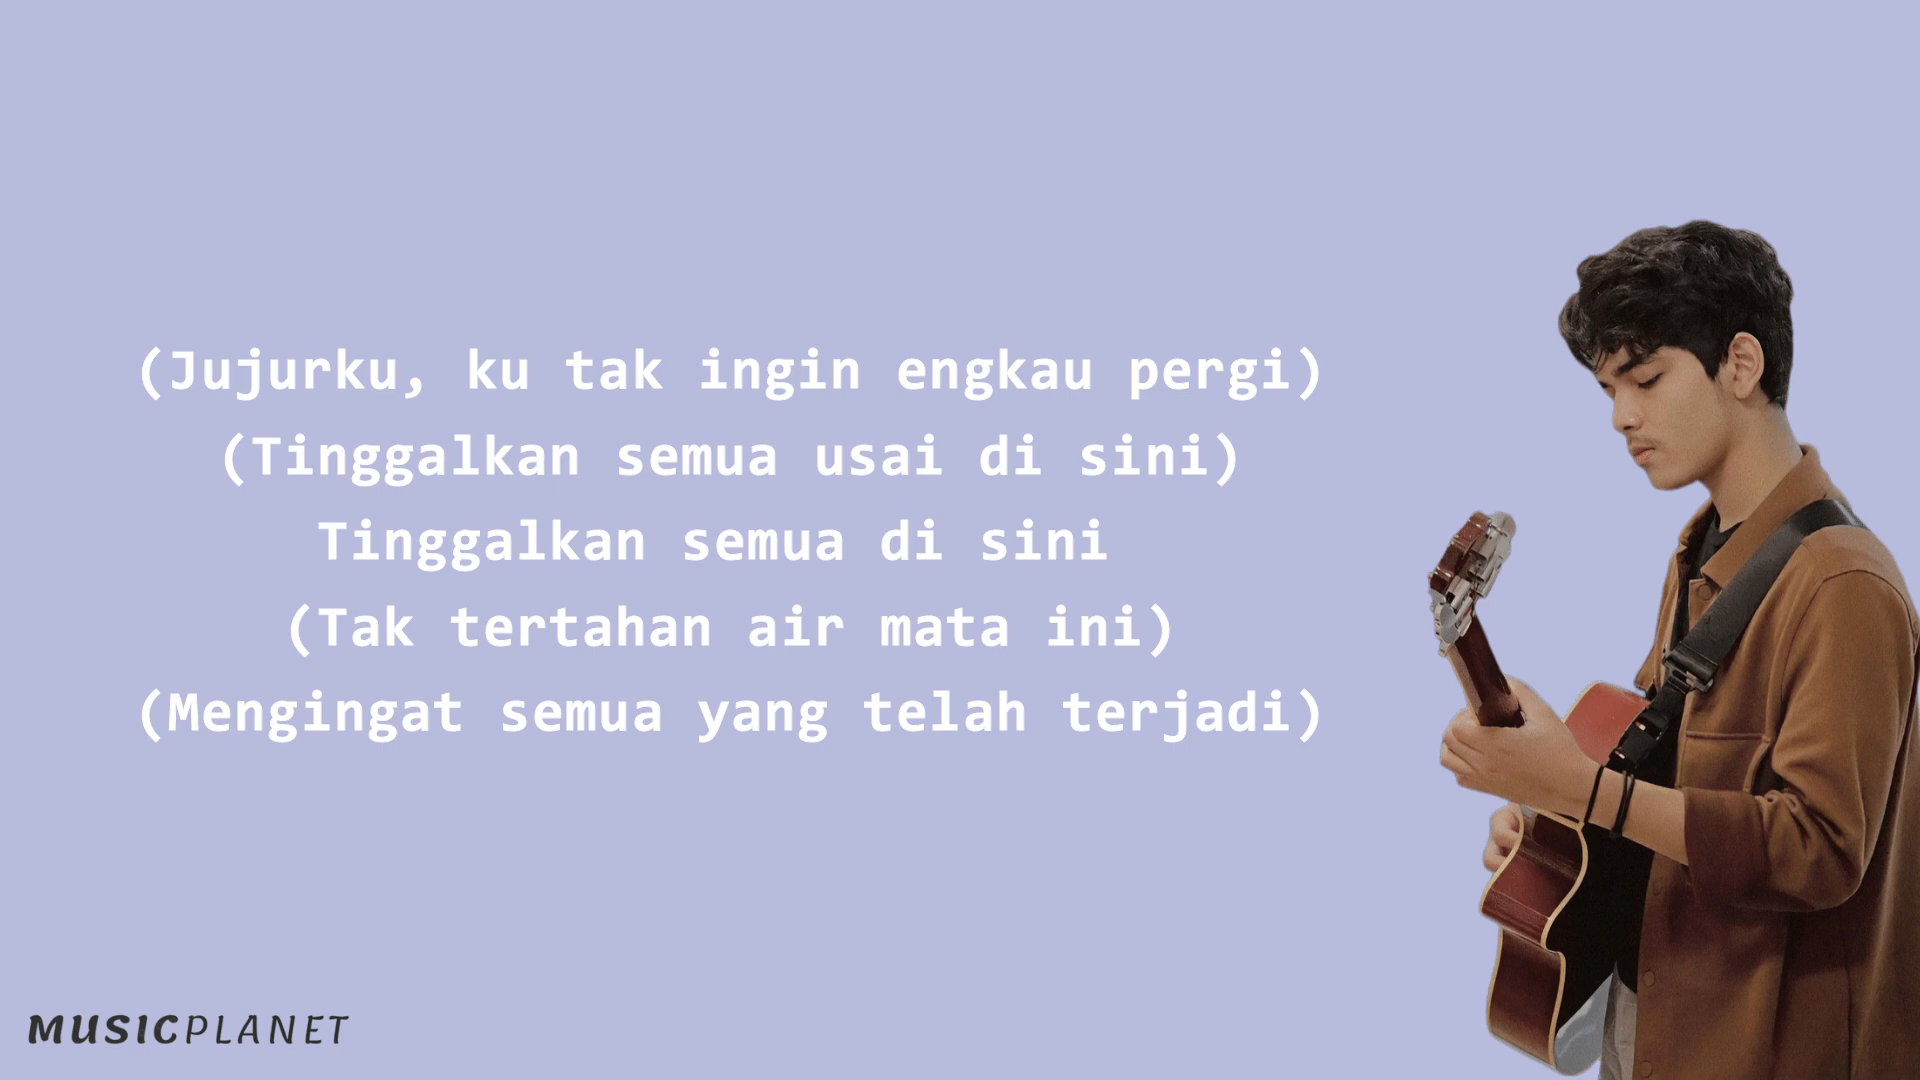 (Jujurku, ku tak ingin engkau pergi)
(Tinggalkan semua usai di sini)
Tinggalkan semua di sini
(Tak tertahan air mata ini)
(Mengingat semua yang telah terjadi)
MUSICPLANET